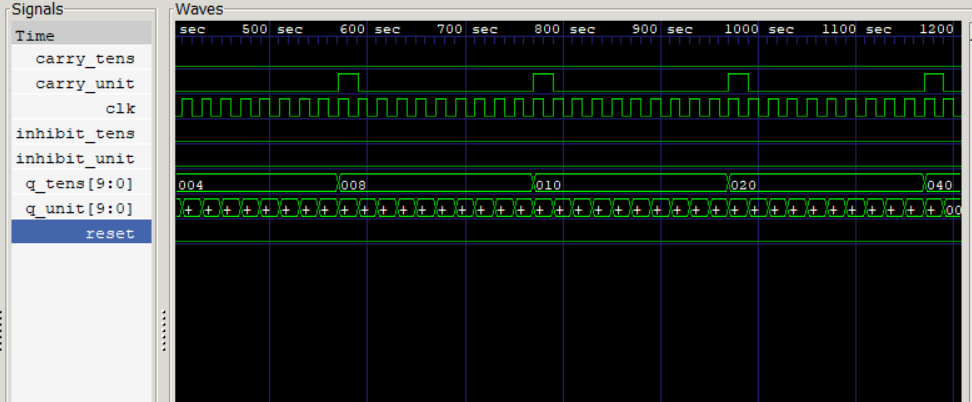 Signals
Waves
Time
sec 500 sec 600 sec 700 sec 800 sec 900 sec 1000 sec 1100 sec 1200
carry_tens
carry_unit
clk
inhibit_tens
inhibit_unit
q_tens[9:0]
004 008 010 020 040
q_unit[9:0]
+ + + + + + + + + + + + + + + + + + + + + + + + + + + + + + + + + + + + + + + 00
reset